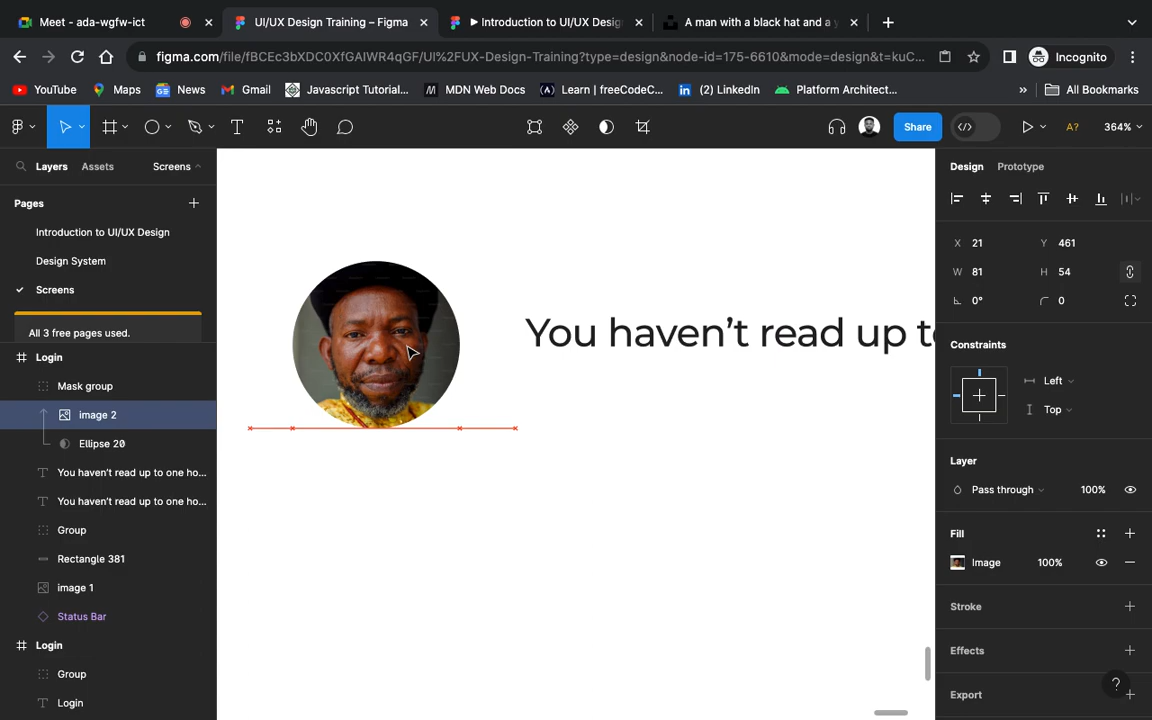 Meet - ada-wgfw-ict
UI/UX Design Training – Figma
Introduction to UI/UX Desig
A man with a black hat and a y
figma.com/file/fBCEc3bXDC0XfGAIWR4qGF/UI%2FUX-Design-Training?type=design&node-id=175-6610&mode=design&t=kuC...
Incognito
YouTube
Maps
News
Gmail
Javascript Tutorial...
MDN Web Docs
Learn | freeCodeC...
(2) LinkedIn
Platform Architect...
»
All Bookmarks
Share
A?
364%
Layers
Assets
Screens
Design
Prototype
Pages
Introduction to UI/UX Design
Design System
Screens
All 3 free pages used.
Login
Mask group
image 2
Ellipse 20
You haven't read up to one ho...
You haven't read up to one ho...
Group
Rectangle 381
image 1
Status Bar
Login
Group
Login
You haven't read up to
X 21 Y 461
W 81 H 54
0° 0
Constraints
Left
Top
Layer
Pass through 100%
Fill
Image 100%
Stroke
Effects
Export
?